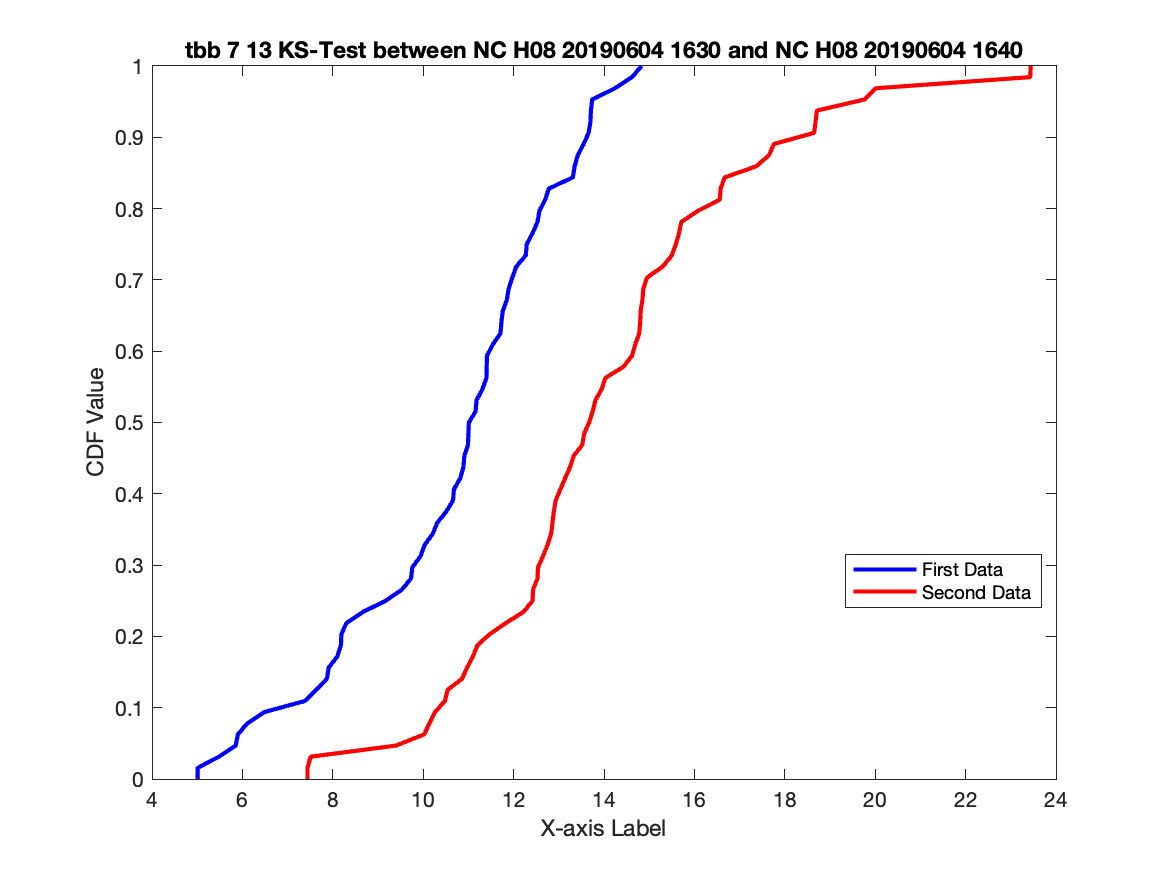 tbb 7 13 KS-Test between NC H08 20190604 1630 and NC H08 20190604 1640
1
0.9
0.8
0.7
0.6
0.5
0.4
0.3
0.2
0.1
0
CDF Value
First Data
Second Data
4 6 8 10 12 14 16 18 20 22 24
X-axis Label